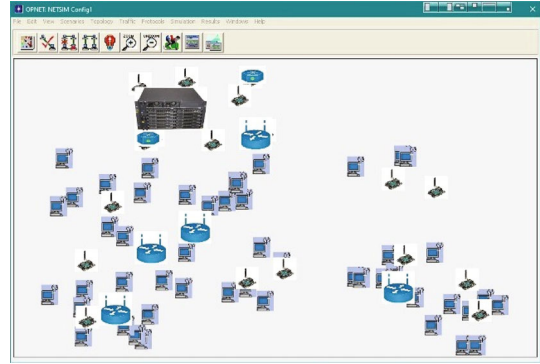 OPNET: NETSIM Config1
File Edit View Scenarios Topology Traffic Protocols Simulation Results Windows Help